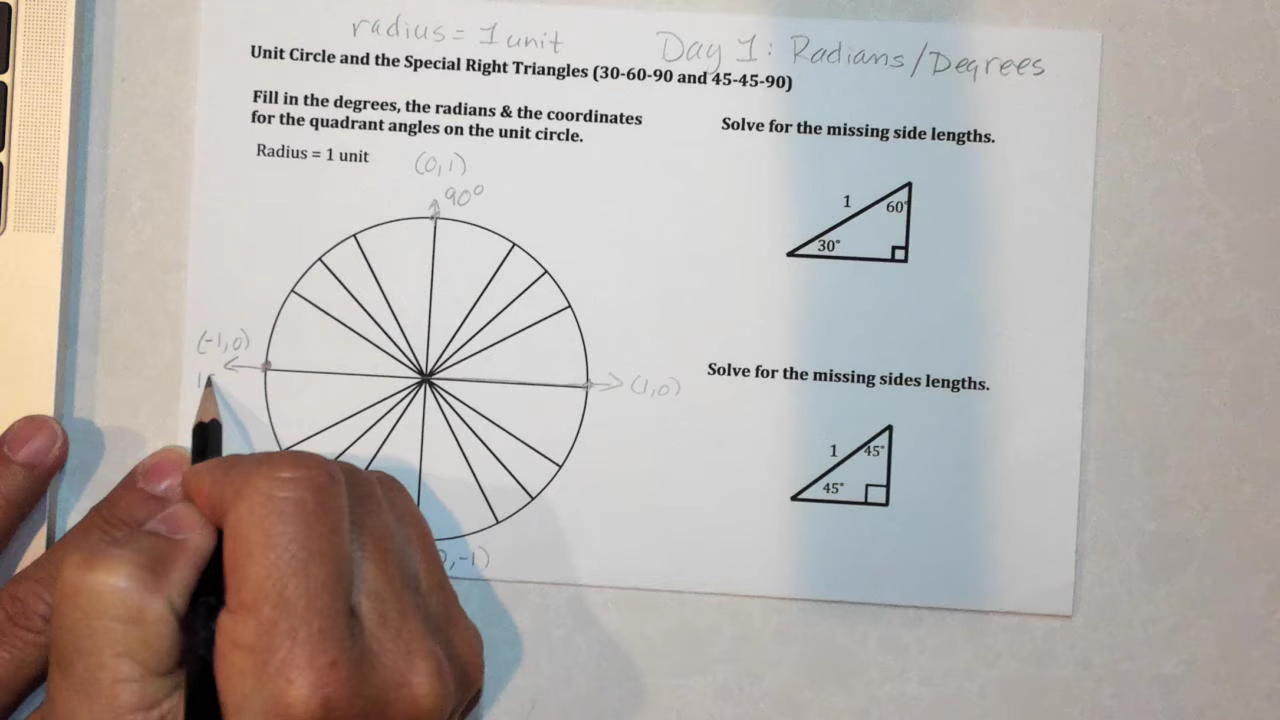 radius = 1 unit
Day 1: Radians/Degrees
Unit Circle and the Special Right Triangles (30-60-90 and 45-45-90)
Fill in the degrees, the radians & the coordinates
for the quadrant angles on the unit circle.
Radius = 1 unit
(0,1)
90°
(-1,0)
(1,0)
,-1)
Solve for the missing side lengths.
1
60°
30°
Solve for the missing sides lengths.
1
45°
45°